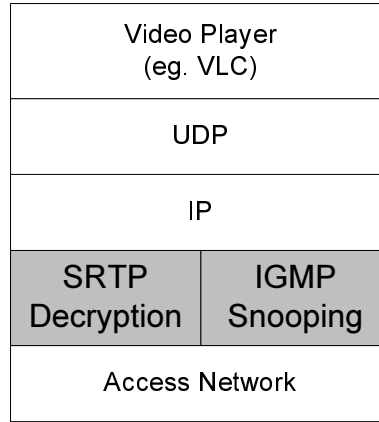 Video Player
(eg. VLC)
UDP
IP
SRTP
Decryption
IGMP
Snooping
Access Network